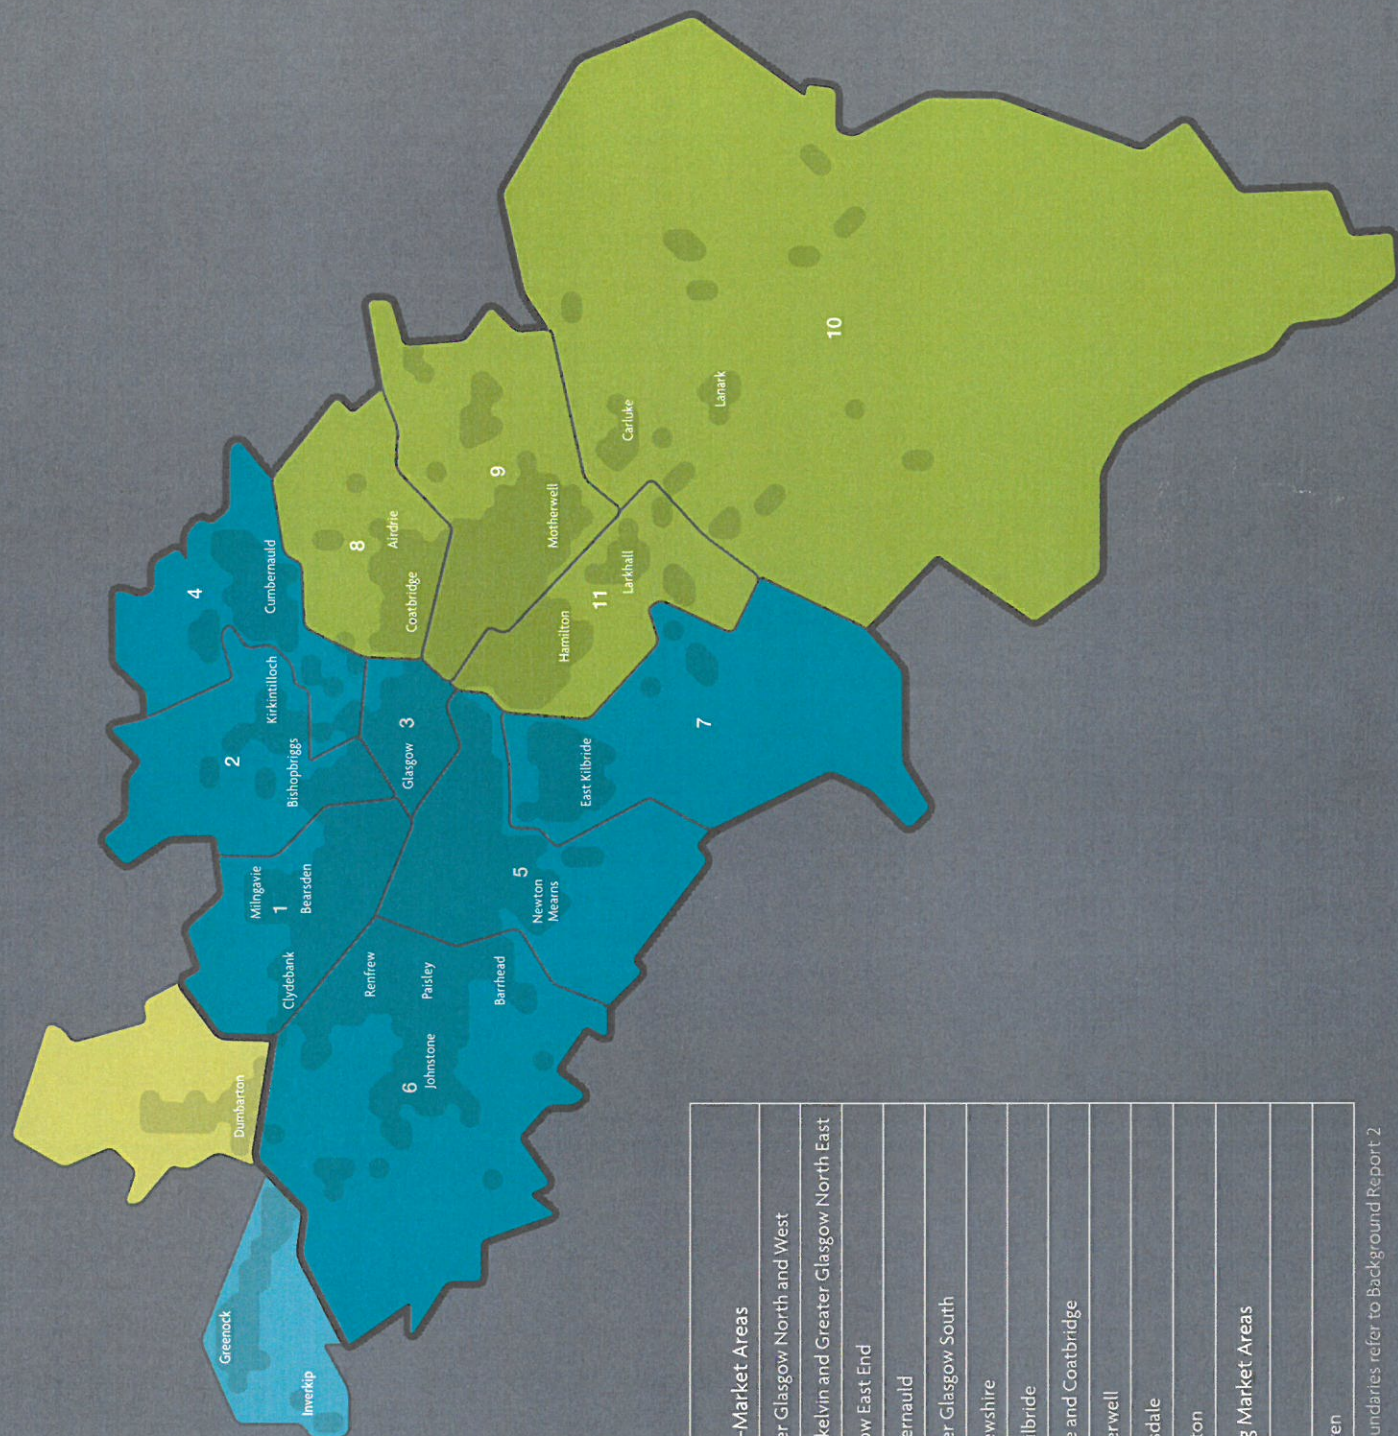 Dumbarton
Greenock
Inverkip
4
2
Cumbernauld
Kirkintilloch
Bishopbriggs
Milngavie
1
Bearsden
Clydebank
8
Airdrie
Coatbridge
3
Glasgow
Renfrew
Paisley
6
Johnstone
Barrhead
9
Motherwell
5
Newton
Mearns
Hamilton
11
Larkhall
Carluke
East Kilbride
7
Lanark
10
-Market Areas
er Glasgow North and West
kelvin and Greater Glasgow North East
ow East End
ernauld
er Glasgow South
ewshire
ilbride
e and Coatbridge
erwell
sdale
ton
g Market Areas
ren
undaries refer to Background Report 2